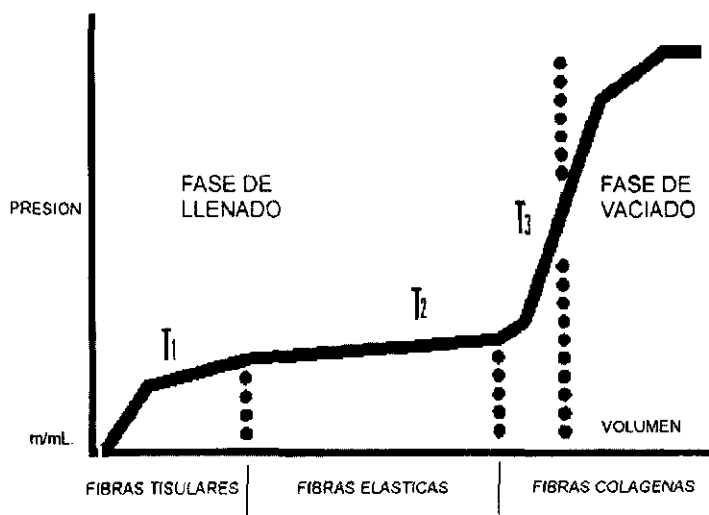 FASE DE
LLENADO
PRESION
FASE DE
VACIADO
T3
T2
T1
m/mL.
VOLUMEN
FIBRAS TISULARES
FIBRAS ELASTICAS
FIBRAS COLAGENAS